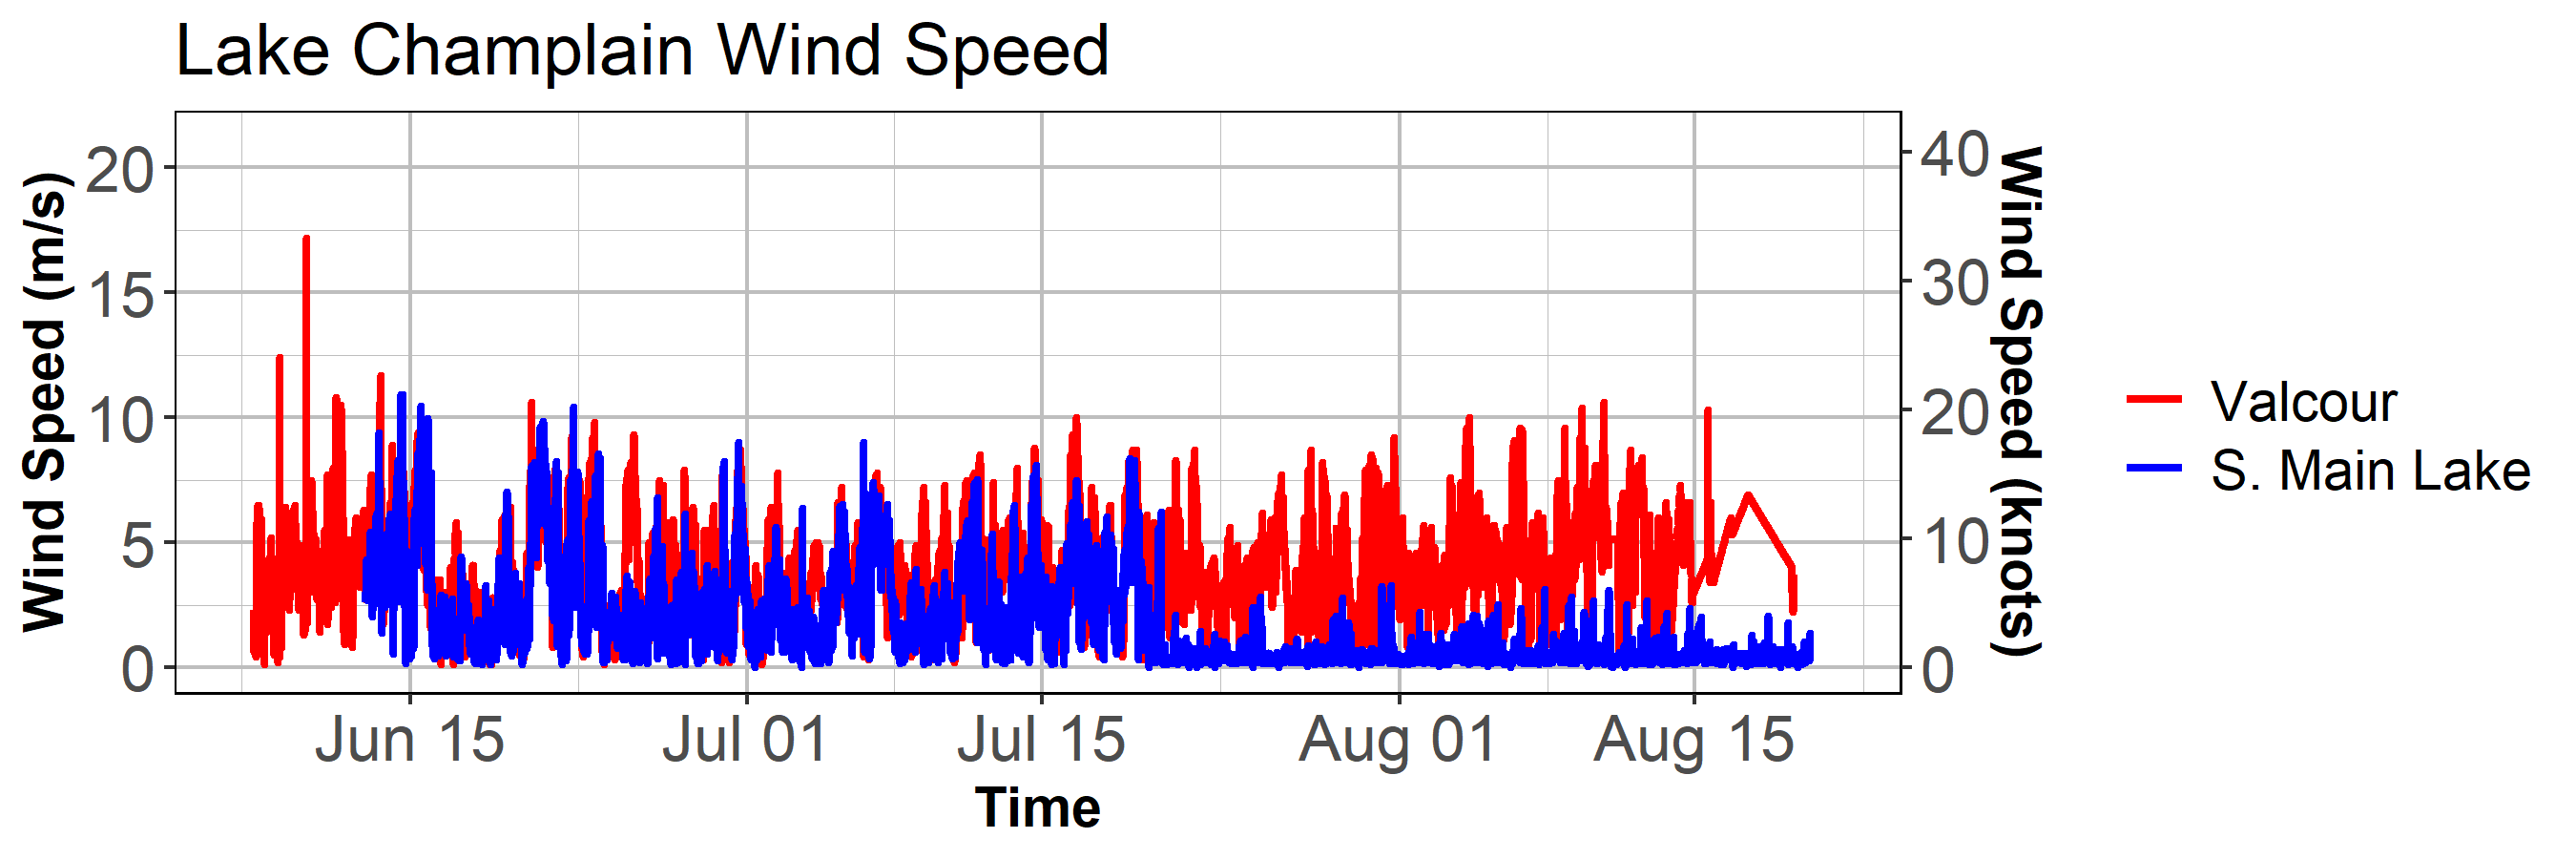 Lake Champlain Wind Speed
Wind Speed (m/s)
20
15
10
5
0
40
30
20
10
0
Wind Speed (knots)
Jun 15
Jul 01
Jul 15
Aug 01
Aug 15
Time
Valcour
S. Main Lake